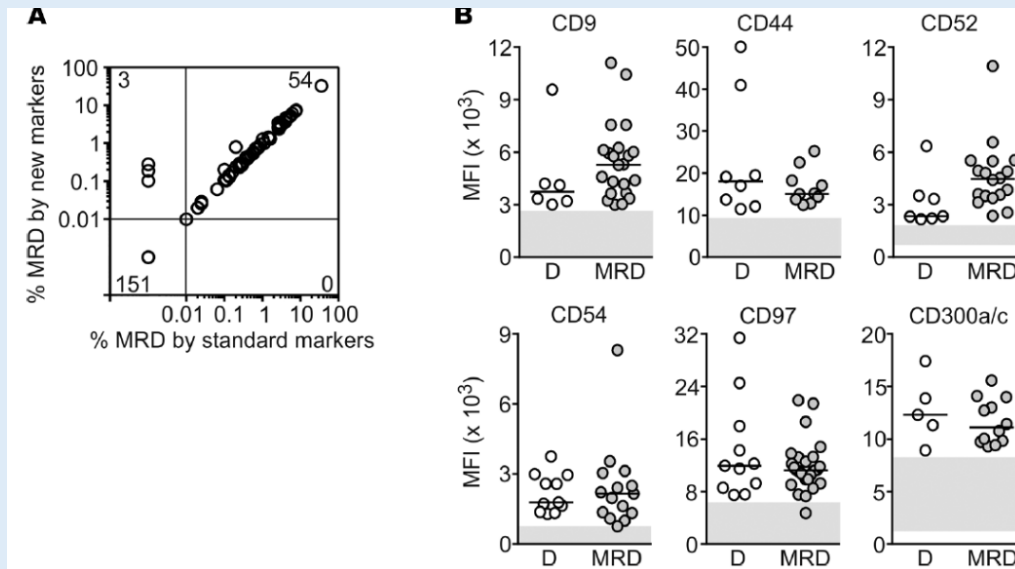 A
% MRD by new markers
100
10
1
0.1
0.01
3
54
151
0
0.01 0.1 1 10 100
% MRD by standard markers
B
CD9
MFI (x 10³)
12
9
6
3
0
D MRD
CD44
50
40
30
20
10
0
D MRD
CD52
12
9
6
3
0
D MRD
CD54
MFI (x 10³)
9
6
3
0
D MRD
CD97
32
24
16
8
0
D MRD
CD300a/c
20
15
10
5
0
D MRD